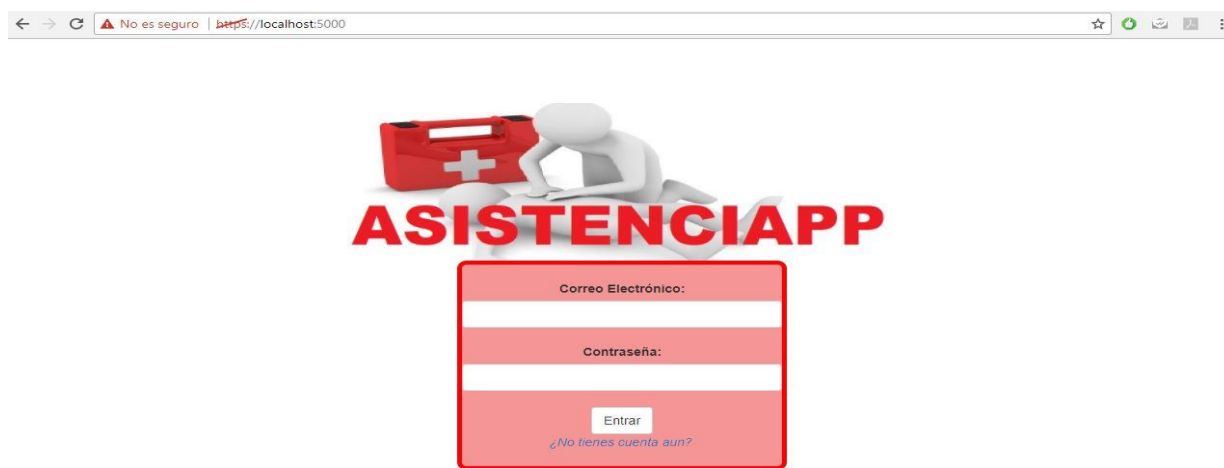 No es seguro | https://localhost:5000
ASISTENCIAPP
Correo Electrónico:
Contraseña:
Entrar
¿No tienes cuenta aun?